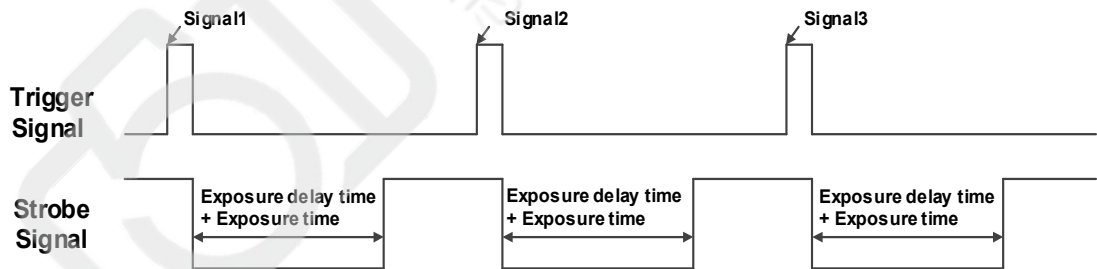 Signal1
Signal2
Signal3
Trigger
Signal
Exposure delay time
+ Exposure time
Exposure delay time
+ Exposure time
Exposure delay time
+ Exposure time
Strobe
Signal